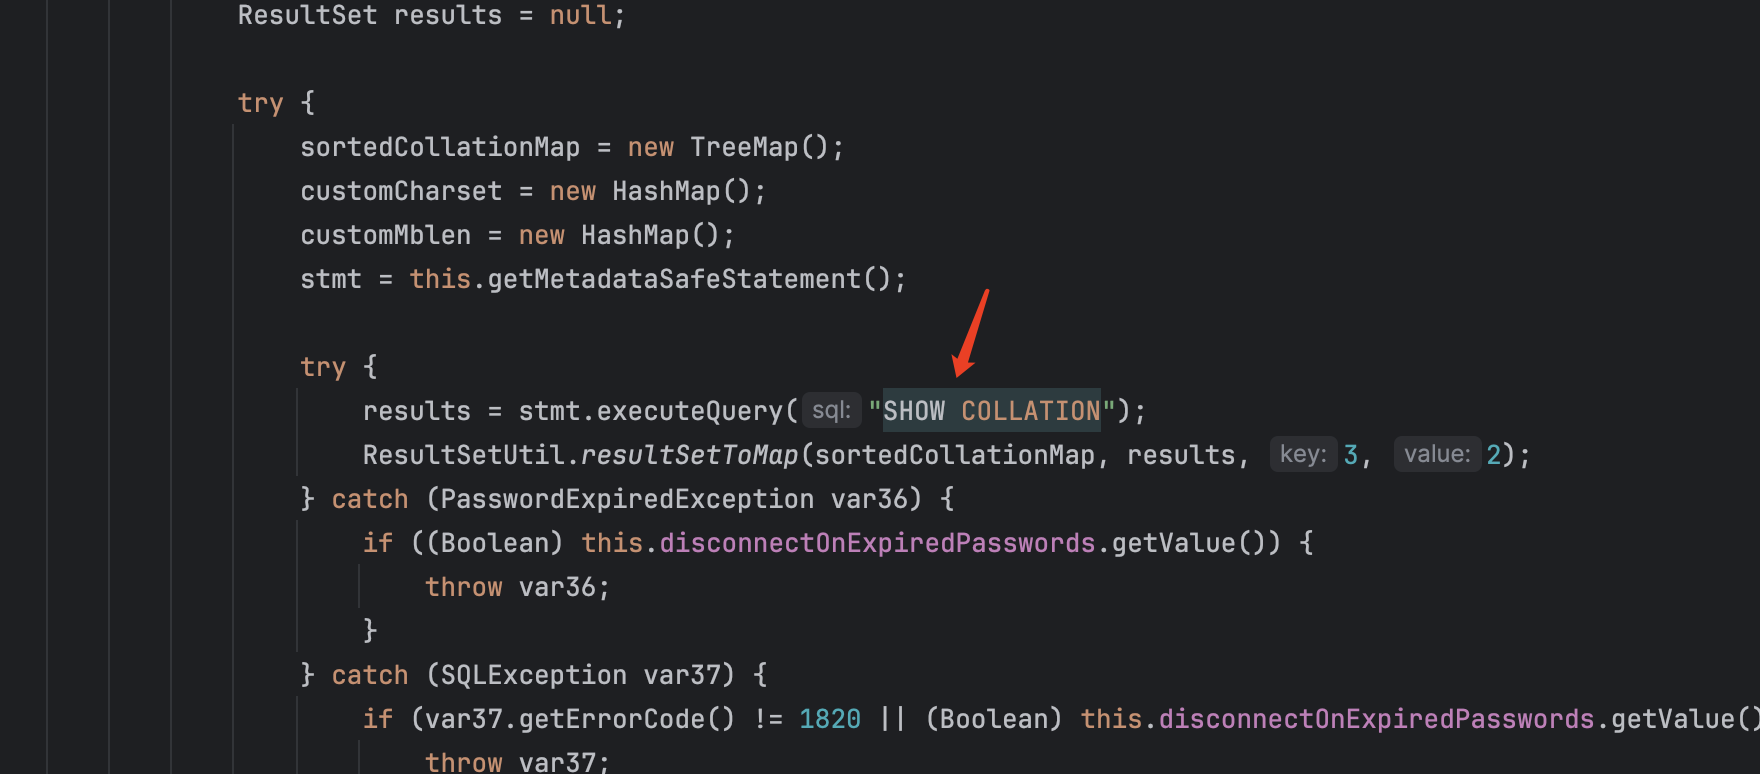 ResultSet results = null;
try {
sortedCollationMap = new TreeMap();
customCharset = new HashMap();
customMblen = new HashMap();
stmt = this.getMetadataSafeStatement();
try {
results = stmt.executeQuery( sql: "SHOW COLLATION");
ResultSetUtil.resultSetToMap(sortedCollationMap, results, key: 3, value: 2);
} catch (PasswordExpiredException var36) {
if ((Boolean) this.disconnectOnExpiredPasswords.getValue()) {
throw var36;
}
} catch (SQLException var37) {
if (var37.getErrorCode() != 1820 || (Boolean) this.disconnectOnExpiredPasswords.getValue()
throw var37;